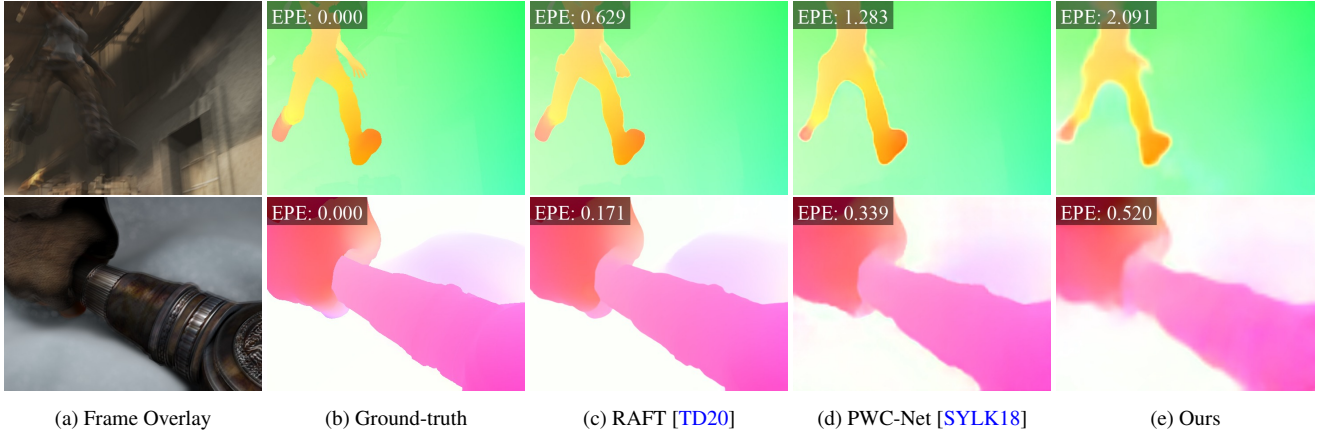 EPE: 0.000 EPE: 0.629 EPE: 1.283 EPE: 2.091
EPE: 0.000 EPE: 0.171 EPE: 0.339 EPE: 0.520
(a) Frame Overlay (b) Ground-truth (c) RAFT [TD20] (d) PWC-Net [SYLK18] (e) Ours